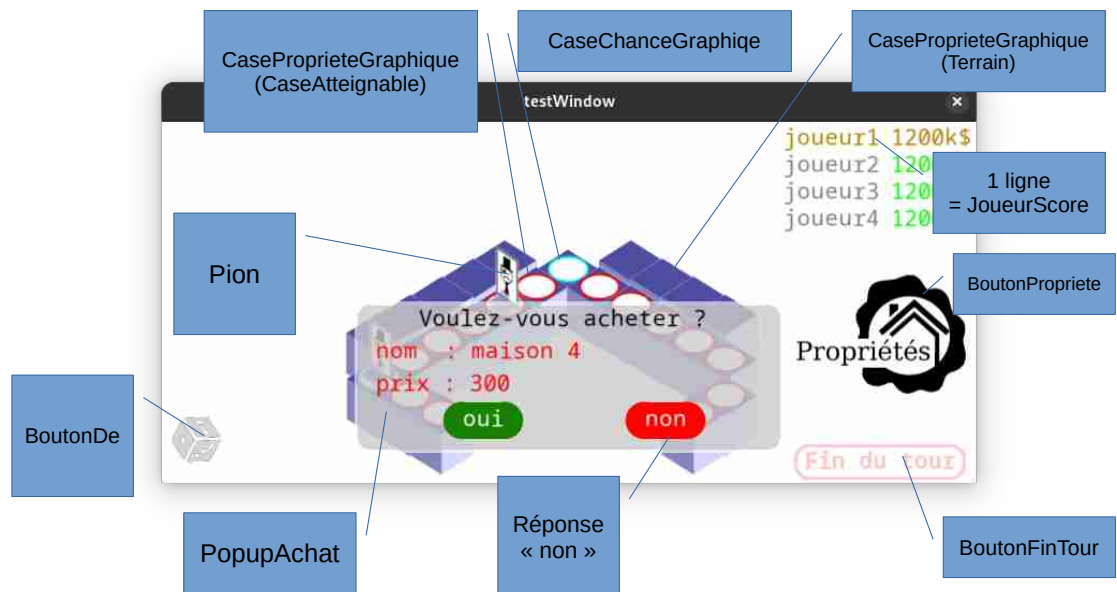 CaseProprieteGraphique
(CaseAtteignable)
CaseChanceGraphiqe
CaseProprieteGraphique
(Terrain)
testWindow
joueur1 1200k$
joueur2 120
joueur3 120
joueur4 120
1 ligne
= JoueurScore
Pion
BoutonPropriete
Voulez-vous acheter ?
nom : maison 4
prix : 300
Propriétés
oui
non
BoutonDe
Fin du tour
PopupAchat
Réponse
« non »
BoutonFinTour